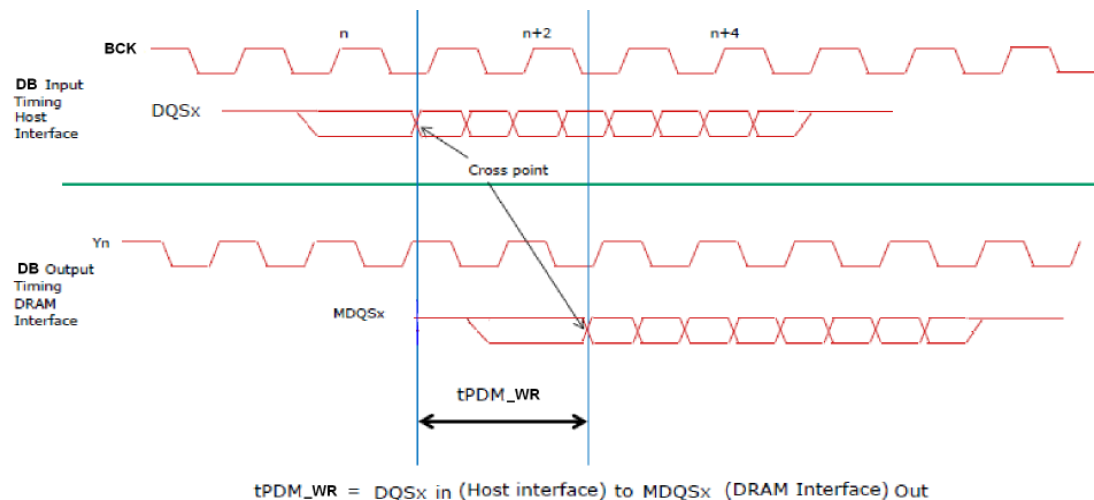 n n+2 n+4
BCK
DB Input
Timing
Host
Interface
DQSx
Cross point
Yn
DB Output
Timing
DRAM
Interface
MDQSx
tPDM_WR
tPDM_WR = DQSx in (Host interface) to MDQSx (DRAM Interface) Out